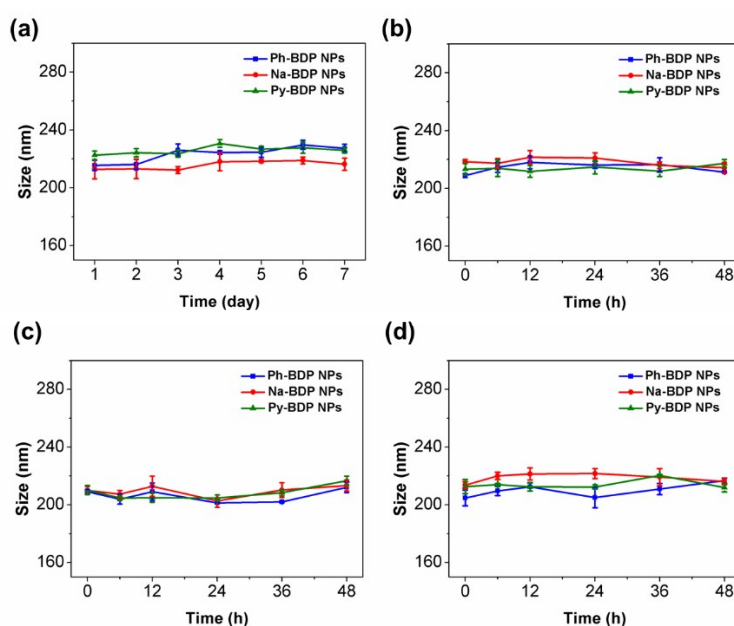 (a)
280
240
200
160
Size (nm)
Ph-BDP NPs
Na-BDP NPs
Py-BDP NPs
1 2 3 4 5 6 7
Time (day)
(b)
280
240
200
160
Size (nm)
Ph-BDP NPs
Na-BDP NPs
Py-BDP NPs
0 12 24 36 48
Time (h)
(c)
280
240
200
160
Size (nm)
Ph-BDP NPs
Na-BDP NPs
Py-BDP NPs
0 12 24 36 48
Time (h)
(d)
280
240
200
160
Size (nm)
Ph-BDP NPs
Na-BDP NPs
Py-BDP NPs
0 12 24 36 48
Time (h)